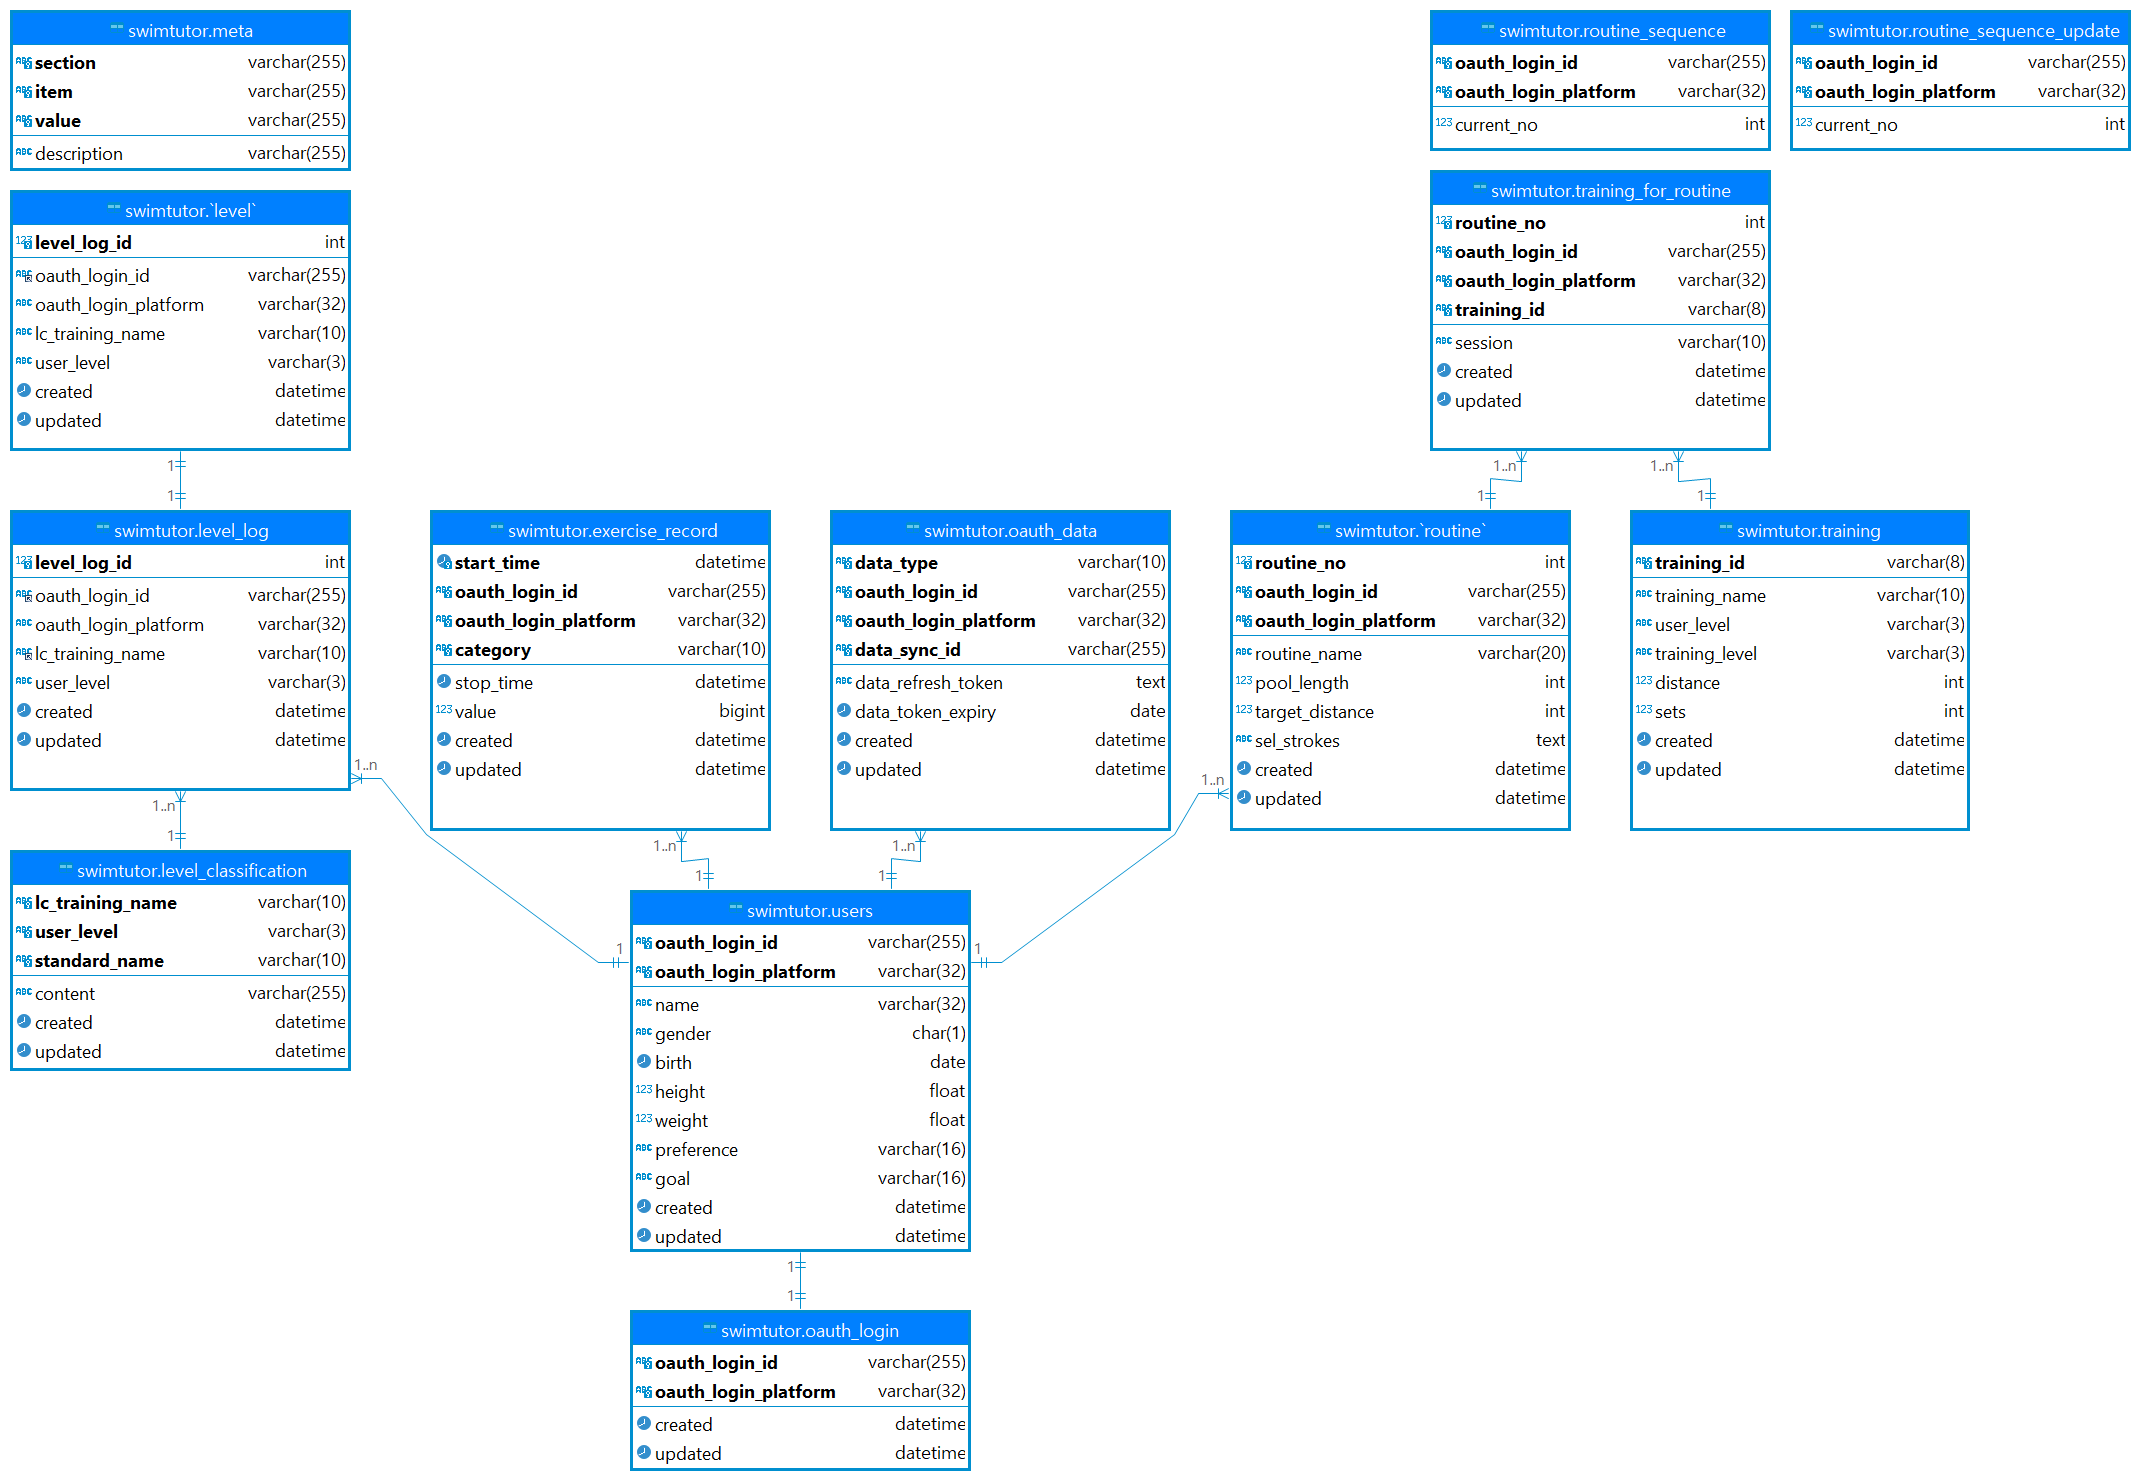 swimtutor.meta
section varchar(255)
item varchar(255)
value varchar(255)
description varchar(255)
swimtutor.`level`
level_log_id int
oauth_login_id varchar(255)
oauth_login_platform varchar(32)
lc_training_name varchar(10)
user_level varchar(3)
created datetime
updated datetime
1
1
swimtutor.level_log
level_log_id int
oauth_login_id varchar(255)
oauth_login_platform varchar(32)
lc_training_name varchar(10)
user_level varchar(3)
created datetime
updated datetime
1..n
1..n
1
swimtutor.level_classification
lc_training_name varchar(10)
user_level varchar(3)
standard_name varchar(10)
content varchar(255)
created datetime
updated datetime
swimtutor.exercise_record
start_time datetime
oauth_login_id varchar(255)
oauth_login_platform varchar(32)
category varchar(10)
stop_time datetime
value bigint
created datetime
updated datetime
1..n
1
swimtutor.oauth_data
data_type varchar(10)
oauth_login_id varchar(255)
oauth_login_platform varchar(32)
data_sync_id varchar(255)
data_refresh_token text
data_token_expiry date
created datetime
updated datetime
1..n
1
swimtutor.users
oauth_login_id varchar(255)
oauth_login_platform varchar(32)
name varchar(32)
gender char(1)
birth date
height float
weight float
preference varchar(16)
goal varchar(16)
created datetime
updated datetime
1
1
1
1
swimtutor.oauth_login
oauth_login_id varchar(255)
oauth_login_platform varchar(32)
created datetime
updated datetime
swimtutor.routine_sequence
oauth_login_id varchar(255)
oauth_login_platform varchar(32)
123 current_no int
swimtutor.routine_sequence_update
oauth_login_id varchar(255)
oauth_login_platform varchar(32)
123 current_no int
swimtutor.training_for_routine
routine_no int
oauth_login_id varchar(255)
oauth_login_platform varchar(32)
training_id varchar(8)
session varchar(10)
created datetime
updated datetime
1..n
1..n
1
1
swimtutor.`routine`
routine_no int
oauth_login_id varchar(255)
oauth_login_platform varchar(32)
routine_name varchar(20)
pool_length int
target_distance int
sel_strokes text
created datetime
updated datetime
1..n
swimtutor.training
training_id varchar(8)
training_name varchar(10)
user_level varchar(3)
training_level varchar(3)
distance int
sets int
created datetime
updated datetime